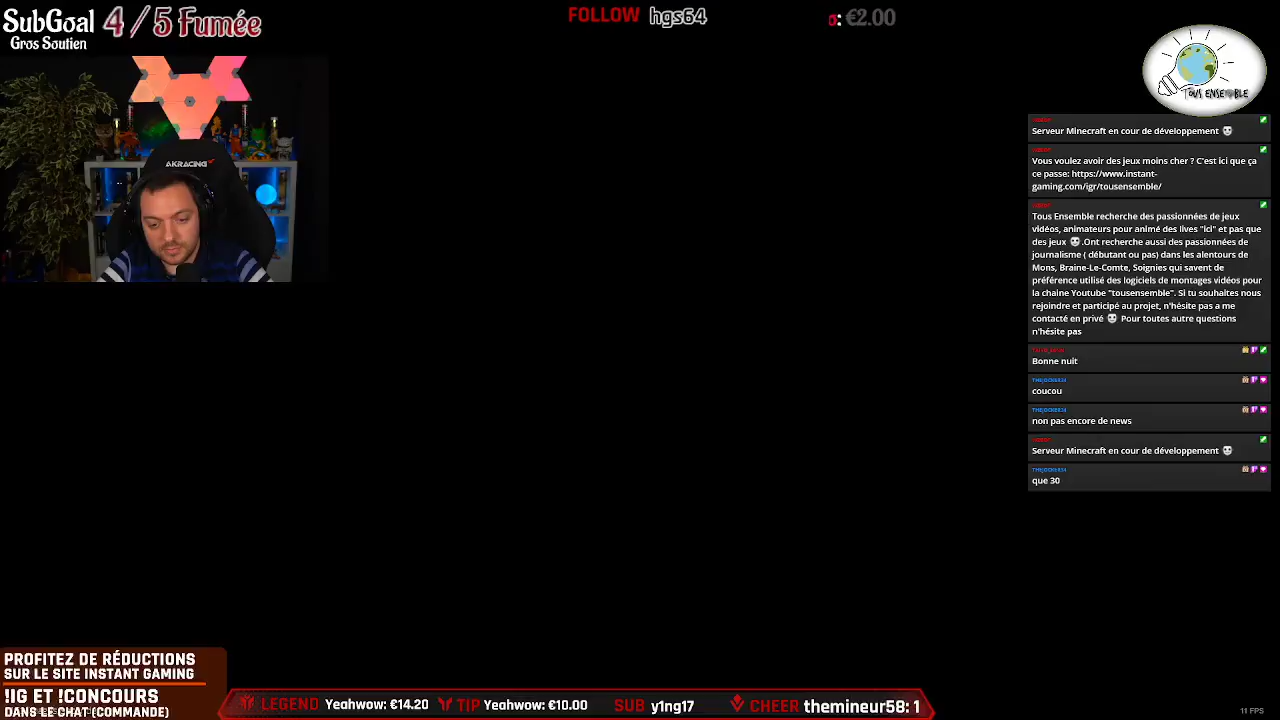 SubGoal 4 / 5 Fumée
Gros Soutien
FOLLOW hgs64
: €2.00
TOUS ENSEMBLE
AKRACING
Serveur Minecraft en cour de développement
Vous voulez avoir des jeux moins cher ? C'est ici que ça
ce passe: https://www.instant-
gaming.com/igr/tousensemble/
Tous Ensemble recherche des passionnées de jeux
vidéos, animateurs pour animé des lives "ici" et pas que
des jeux .Ont recherche aussi des passionnées de
journalisme ( débutant ou pas) dans les alentours de
Mons, Braine-Le-Comte, Soignies qui savent de
préférence utilisé des logiciels de montages vidéos pour
la chaine Youtube "tousensemble". Si tu souhaites nous
rejoindre et participé au projet, n'hésite pas a me
contacté en privé Pour toutes autre questions
n'hésite pas
Bonne nuit
THEJOCKER34
coucou
THEJOCKER34
non pas encore de news
Serveur Minecraft en cour de développement
THEJOCKER34
que 30
PROFITEZ DE RÉDUCTIONS
SUR LE SITE INSTANT GAMING
!IG ET !CONCOURS
DANS LE CHAT (COMMANDE)
LEGEND Yeahwow: €14.20 TIP Yeahwow: €10.00 SUB y1ng17 CHEER themineur58: 1
11 FPS